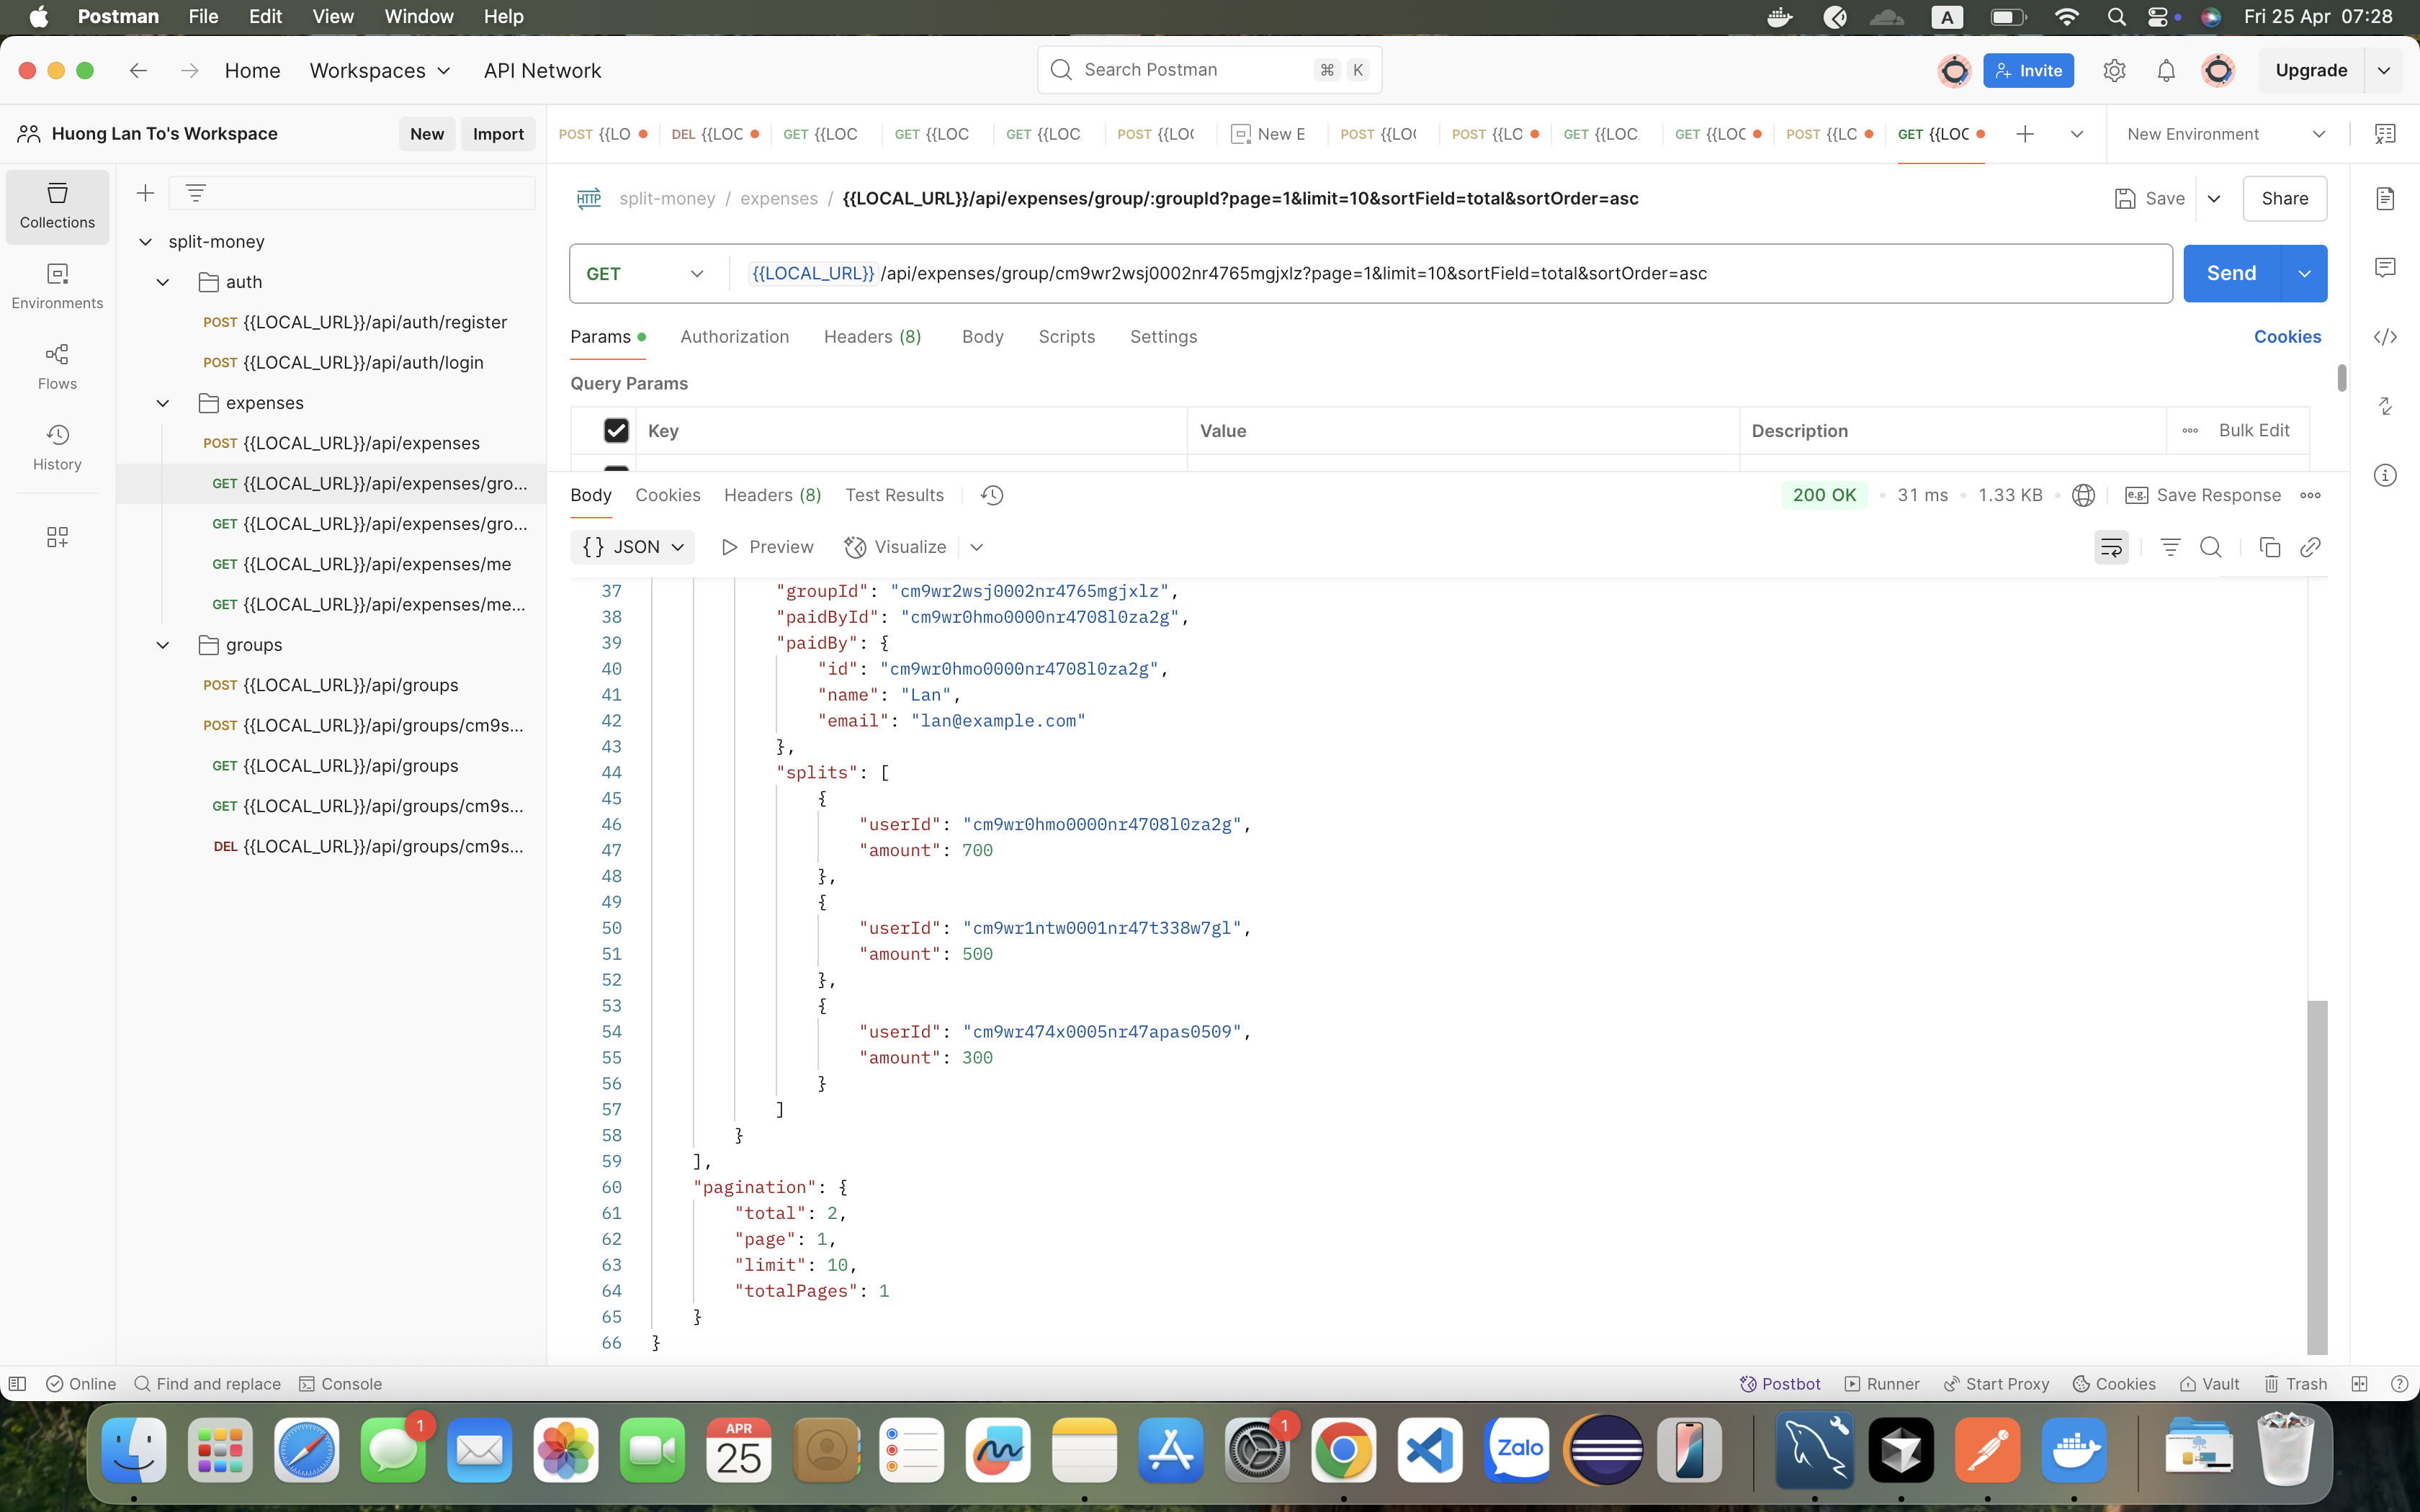 Postman File Edit View Window Help
A Fri 25 Apr 07:28
Home Workspaces API Network
Search Postman ⌘ K
Invite Upgrade
Huong Lan To's Workspace New Import
POST {{LO DEL {{LOC GET {{LOC GET {{LOC GET {{LOC POST {{LO New E POST {{LO POST {{LC GET {{LOC GET {{LOC POST {{LC GET {{LOC
New Environment
Collections
Environments
Flows
History
split-money
auth
POST {{LOCAL_URL}}/api/auth/register
POST {{LOCAL_URL}}/api/auth/login
expenses
POST {{LOCAL_URL}}/api/expenses
GET {{LOCAL_URL}}/api/expenses/gro...
GET {{LOCAL_URL}}/api/expenses/gro...
GET {{LOCAL_URL}}/api/expenses/me
GET {{LOCAL_URL}}/api/expenses/me...
groups
POST {{LOCAL_URL}}/api/groups
POST {{LOCAL_URL}}/api/groups/cm9s...
GET {{LOCAL_URL}}/api/groups
GET {{LOCAL_URL}}/api/groups/cm9s...
DEL {{LOCAL_URL}}/api/groups/cm9s...
HTTP split-money / expenses / {{LOCAL_URL}}/api/expenses/group/:groupId?page=1&limit=10&sortField=total&sortOrder=asc
Save Share
GET {{LOCAL_URL}} /api/expenses/group/cm9wr2wsj0002nr4765mgjxlz?page=1&limit=10&sortField=total&sortOrder=asc
Send
Params Authorization Headers (8) Body Scripts Settings Cookies
Query Params
Key Value Description Bulk Edit
Body Cookies Headers (8) Test Results
200 OK 31 ms 1.33 KB e.g. Save Response
{} JSON Preview Visualize
37 "groupId": "cm9wr2wsj0002nr4765mgjxlz",
38 "paidById": "cm9wr0hmo0000nr4708l0za2g",
39 "paidBy": {
40 "id": "cm9wr0hmo0000nr4708l0za2g",
41 "name": "Lan",
42 "email": "lan@example.com"
43 },
44 "splits": [
45 {
46 "userId": "cm9wr0hmo0000nr4708l0za2g",
47 "amount": 700
48 },
49 {
50 "userId": "cm9wr1ntw0001nr47t338w7gl",
51 "amount": 500
52 },
53 {
54 "userId": "cm9wr474x0005nr47apas0509",
55 "amount": 300
56 }
57 ]
58 }
59 ],
60 "pagination": {
61 "total": 2,
62 "page": 1,
63 "limit": 10,
64 "totalPages": 1
65 }
66 }
Online Find and replace Console
Postbot Runner Start Proxy Cookies Vault Trash
1 APR 25 1 Zalo